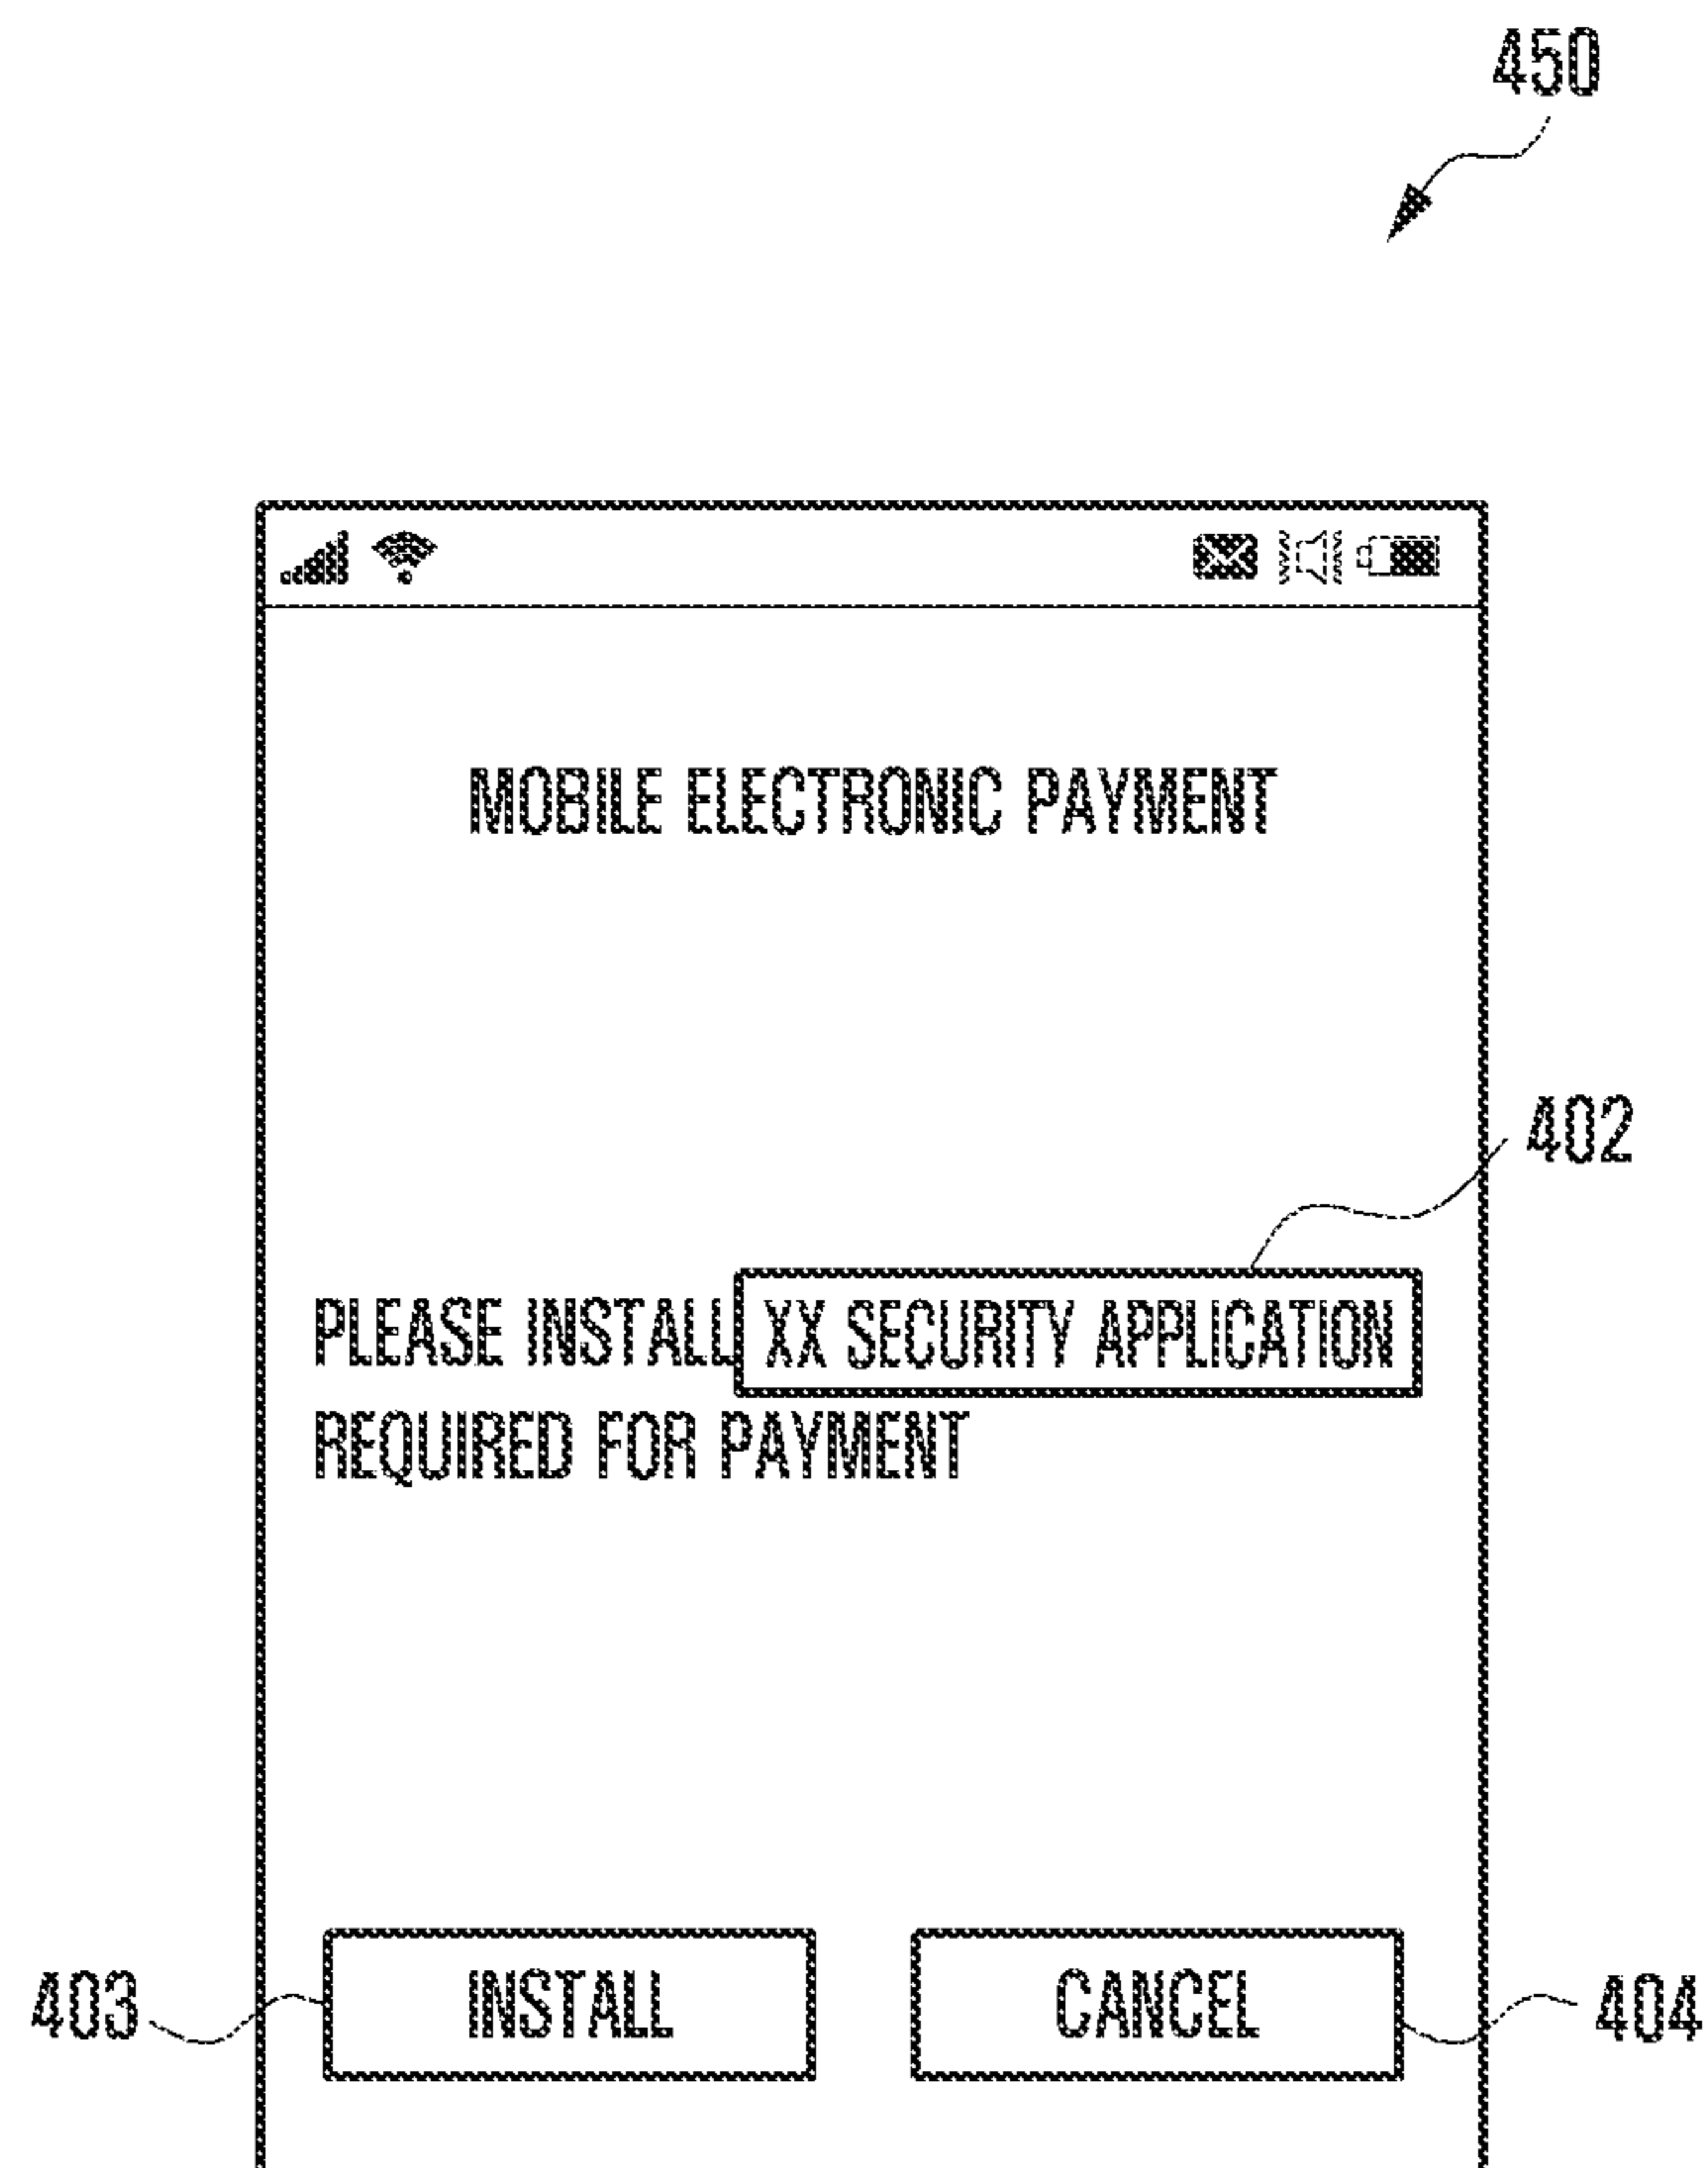 450
MOBILE ELECTRONIC PAYMENT
402
PLEASE INSTALL XX SECURITY APPLICATION
REQUIRED FOR PAYMENT
403 INSTALL CANCEL 404